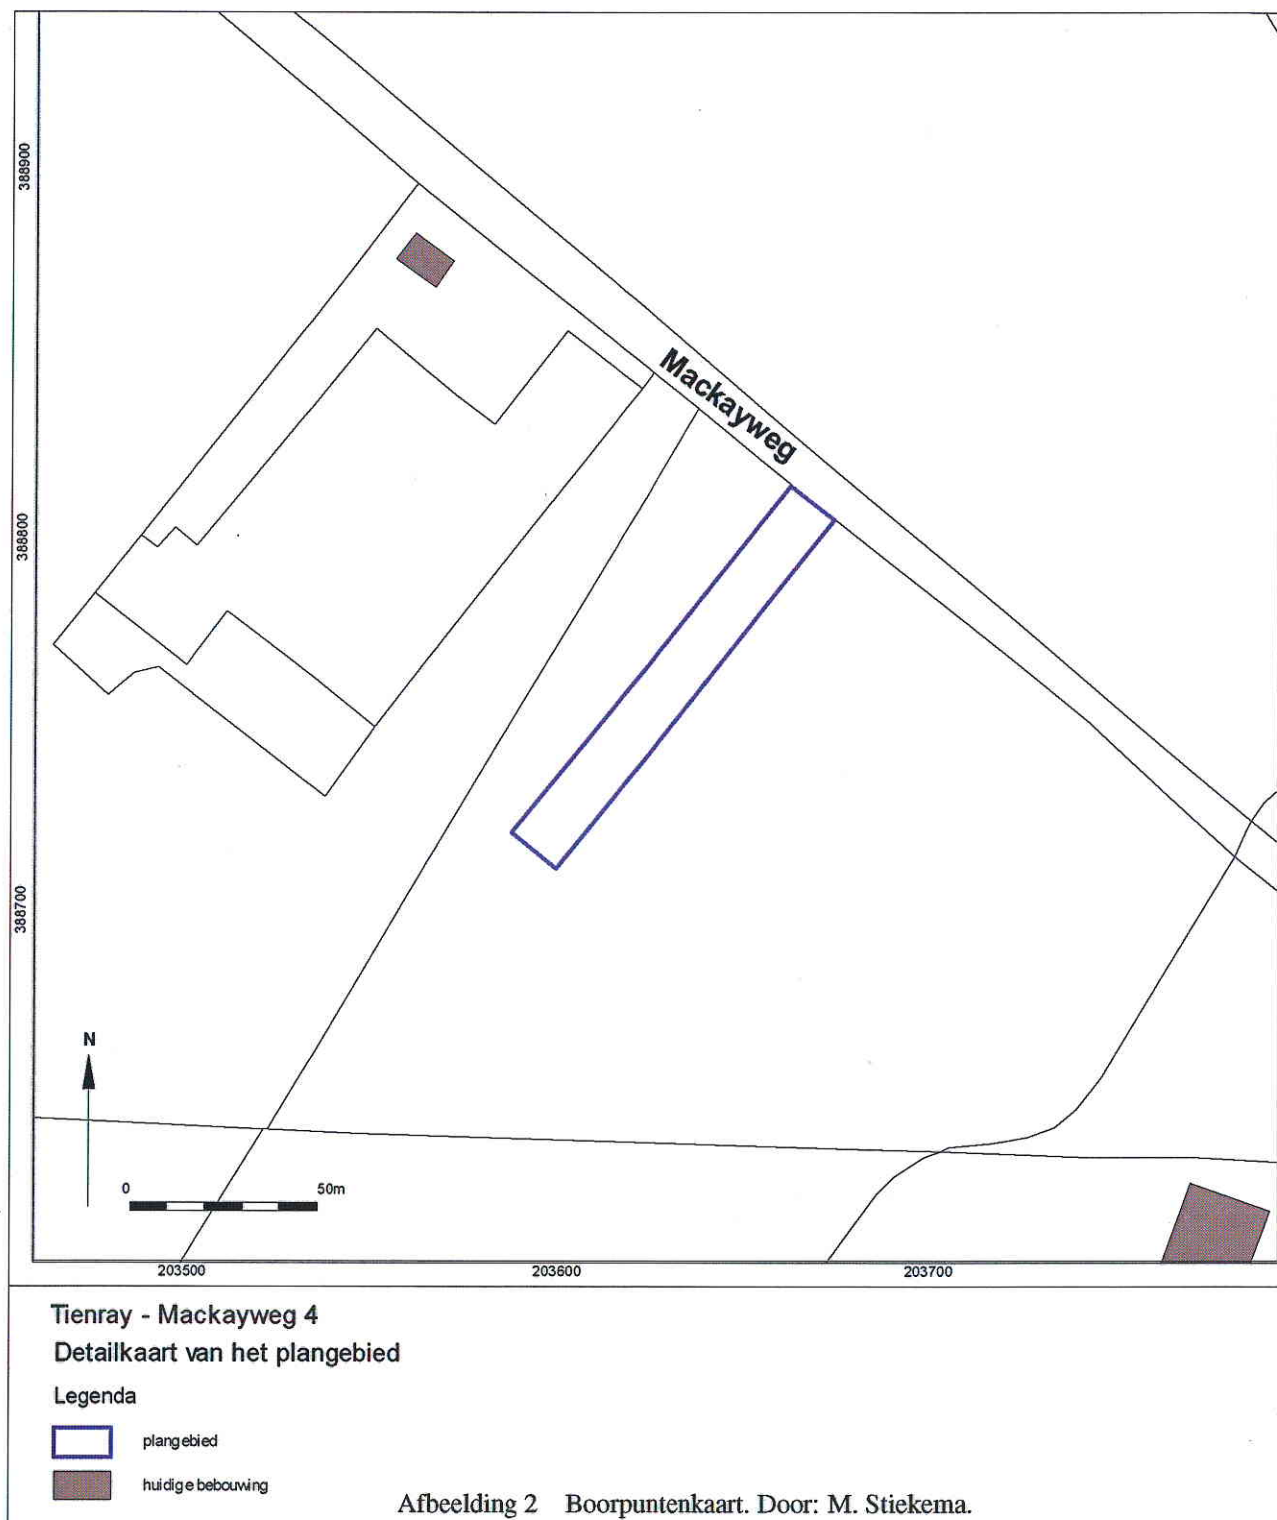 388900
Mackayweg
388800
388700
N
0 50m
203500 203600 203700
Tienray - Mackayweg 4
Detailkaart van het plangebied
Legenda
plangebied
huidige bebouwing
Afbeelding 2 Boorpuntenkaart. Door: M. Stiekema.